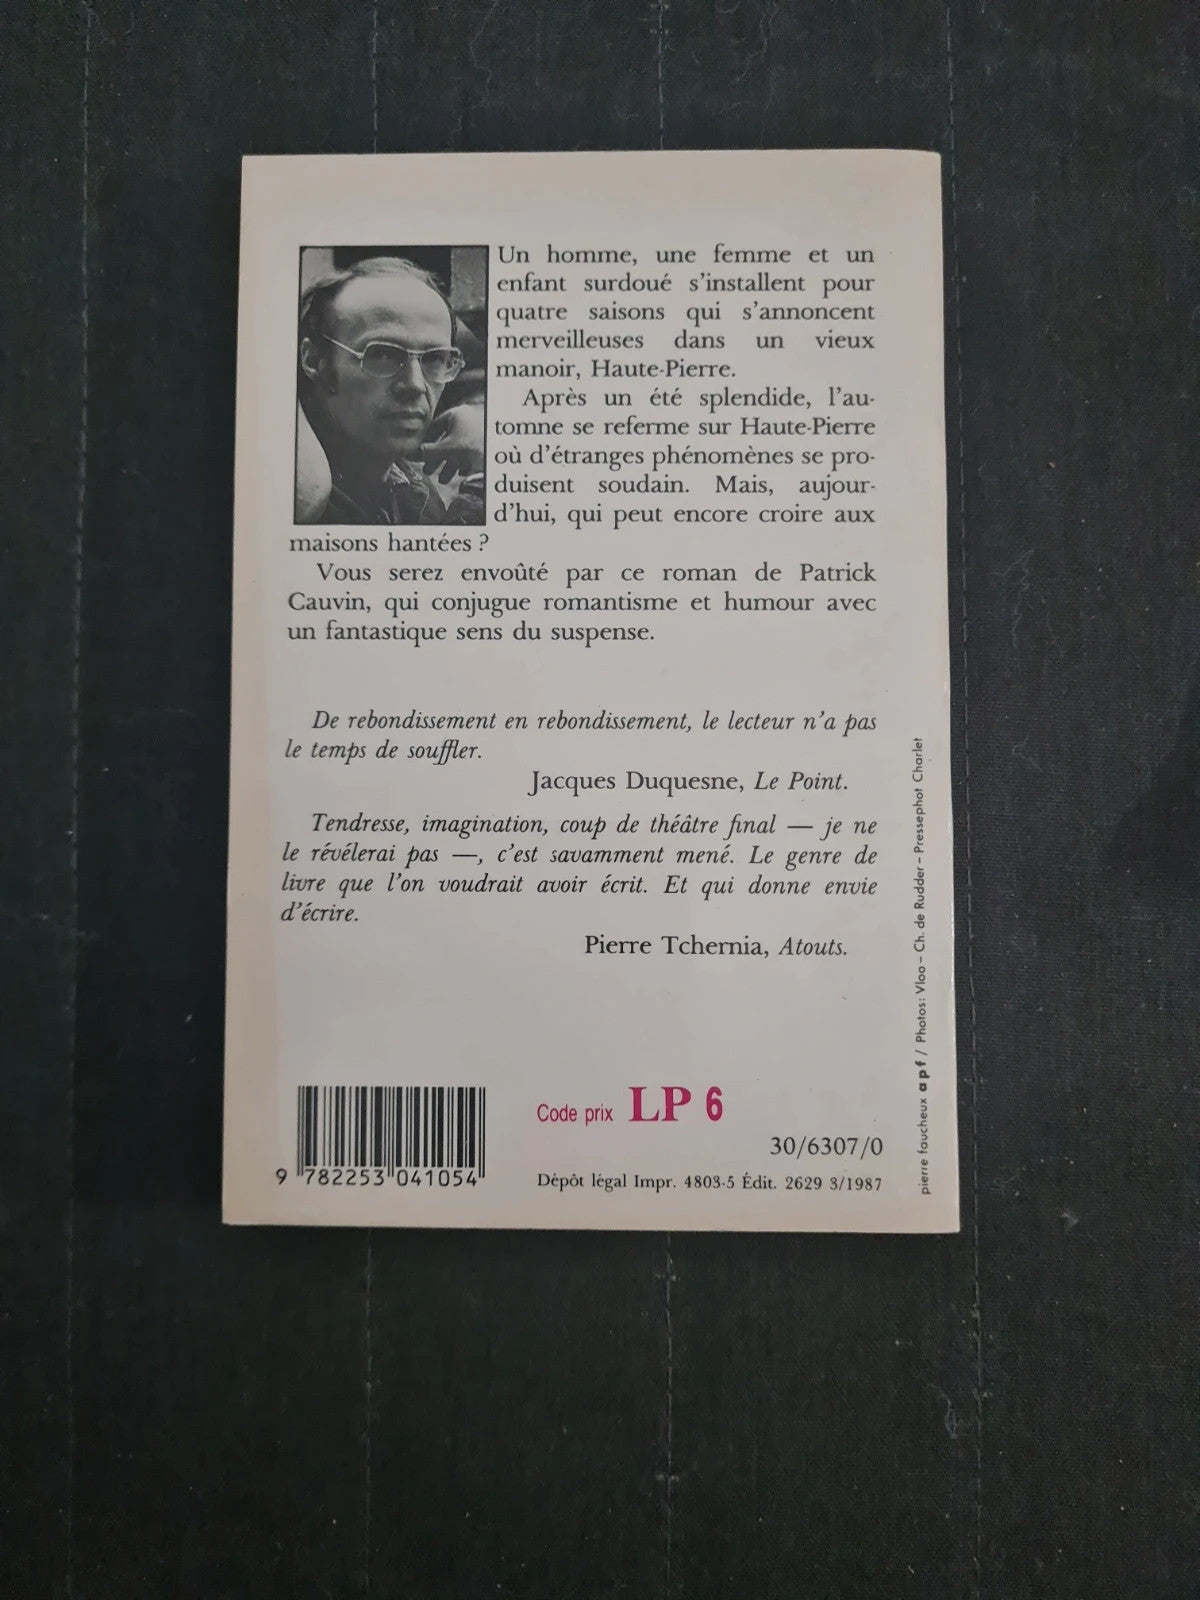 Un homme, une femme et un
enfant surdoué s'installent pour
quatre saisons qui s'annoncent
merveilleuses dans un vieux
manoir, Haute-Pierre.
Après un été splendide, l'au-
tomne se referme sur Haute-Pierre
où d'étranges phénomènes se pro-
duisent soudain. Mais, aujour-
d'hui, qui peut encore croire aux
maisons hantées ?
Vous serez envoûté par ce roman de Patrick
Cauvin, qui conjugue romantisme et humour avec
un fantastique sens du suspense.
De rebondissement en rebondissement, le lecteur n'a pas
le temps de souffler.
Jacques Duquesne, Le Point.
Tendresse, imagination, coup de théâtre final — je ne
le révélerai pas —, c'est savamment mené. Le genre de
livre que l'on voudrait avoir écrit. Et qui donne envie
d'écrire.
Pierre Tchernia, Atouts.
Code prix LP 6
30/6307/0
9 782253 041054
Dépôt légal Impr. 4803-5 Édit. 2629 3/1987
pierre faucheux apf / Photos: Vloo – Ch. de Rudder – Pressephot Charlet